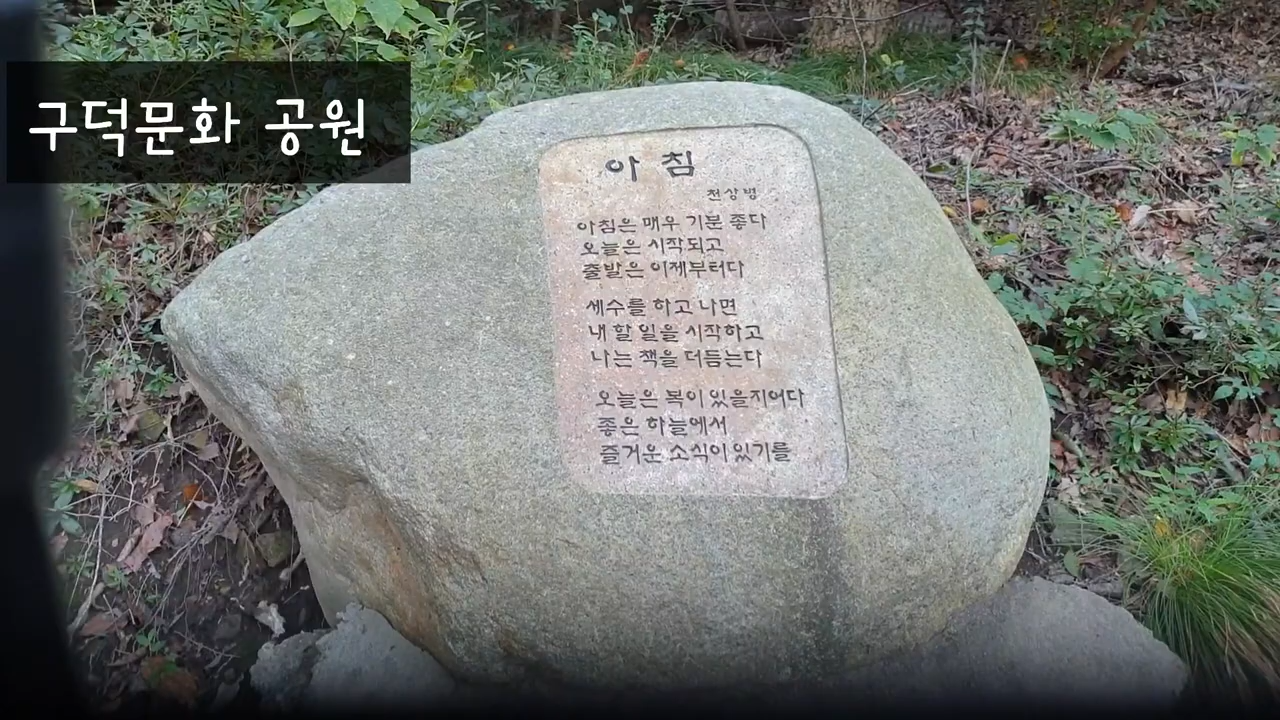 구덕문화 공원
아 침
천상병
아침은 매우 기분 좋다
오늘은 시작되고
출발은 이제부터다
세수를 하고 나면
내 할 일을 시작하고
나는 책을 더듬는다
오늘은 복이 있을지어다
좋은 하늘에서
즐거운 소식이 있기를